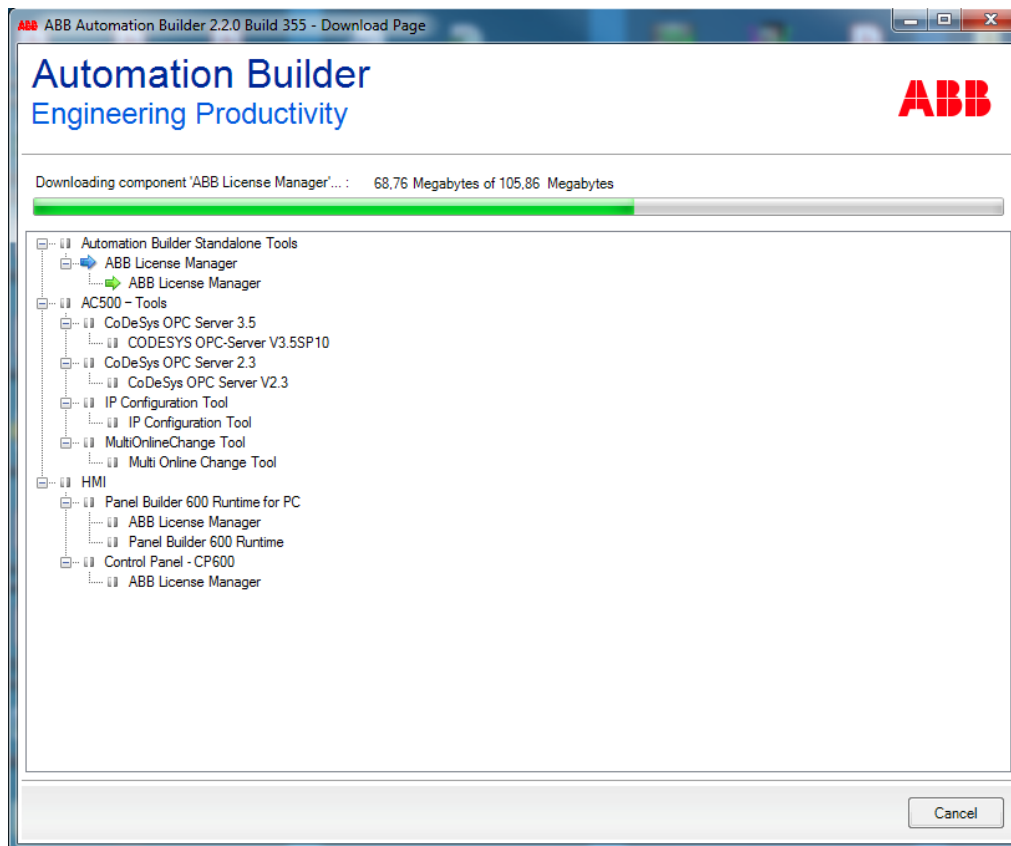 ABB ABB Automation Builder 2.2.0 Build 355 - Download Page
Automation Builder
Engineering Productivity
ABB
Downloading component 'ABB License Manager'... : 68,76 Megabytes of 105,86 Megabytes
Automation Builder Standalone Tools
ABB License Manager
ABB License Manager
AC500 – Tools
CoDeSys OPC Server 3.5
CODESYS OPC-Server V3.5SP10
CoDeSys OPC Server 2.3
CoDeSys OPC Server V2.3
IP Configuration Tool
IP Configuration Tool
MultiOnlineChange Tool
Multi Online Change Tool
HMI
Panel Builder 600 Runtime for PC
ABB License Manager
Panel Builder 600 Runtime
Control Panel - CP600
ABB License Manager
Cancel